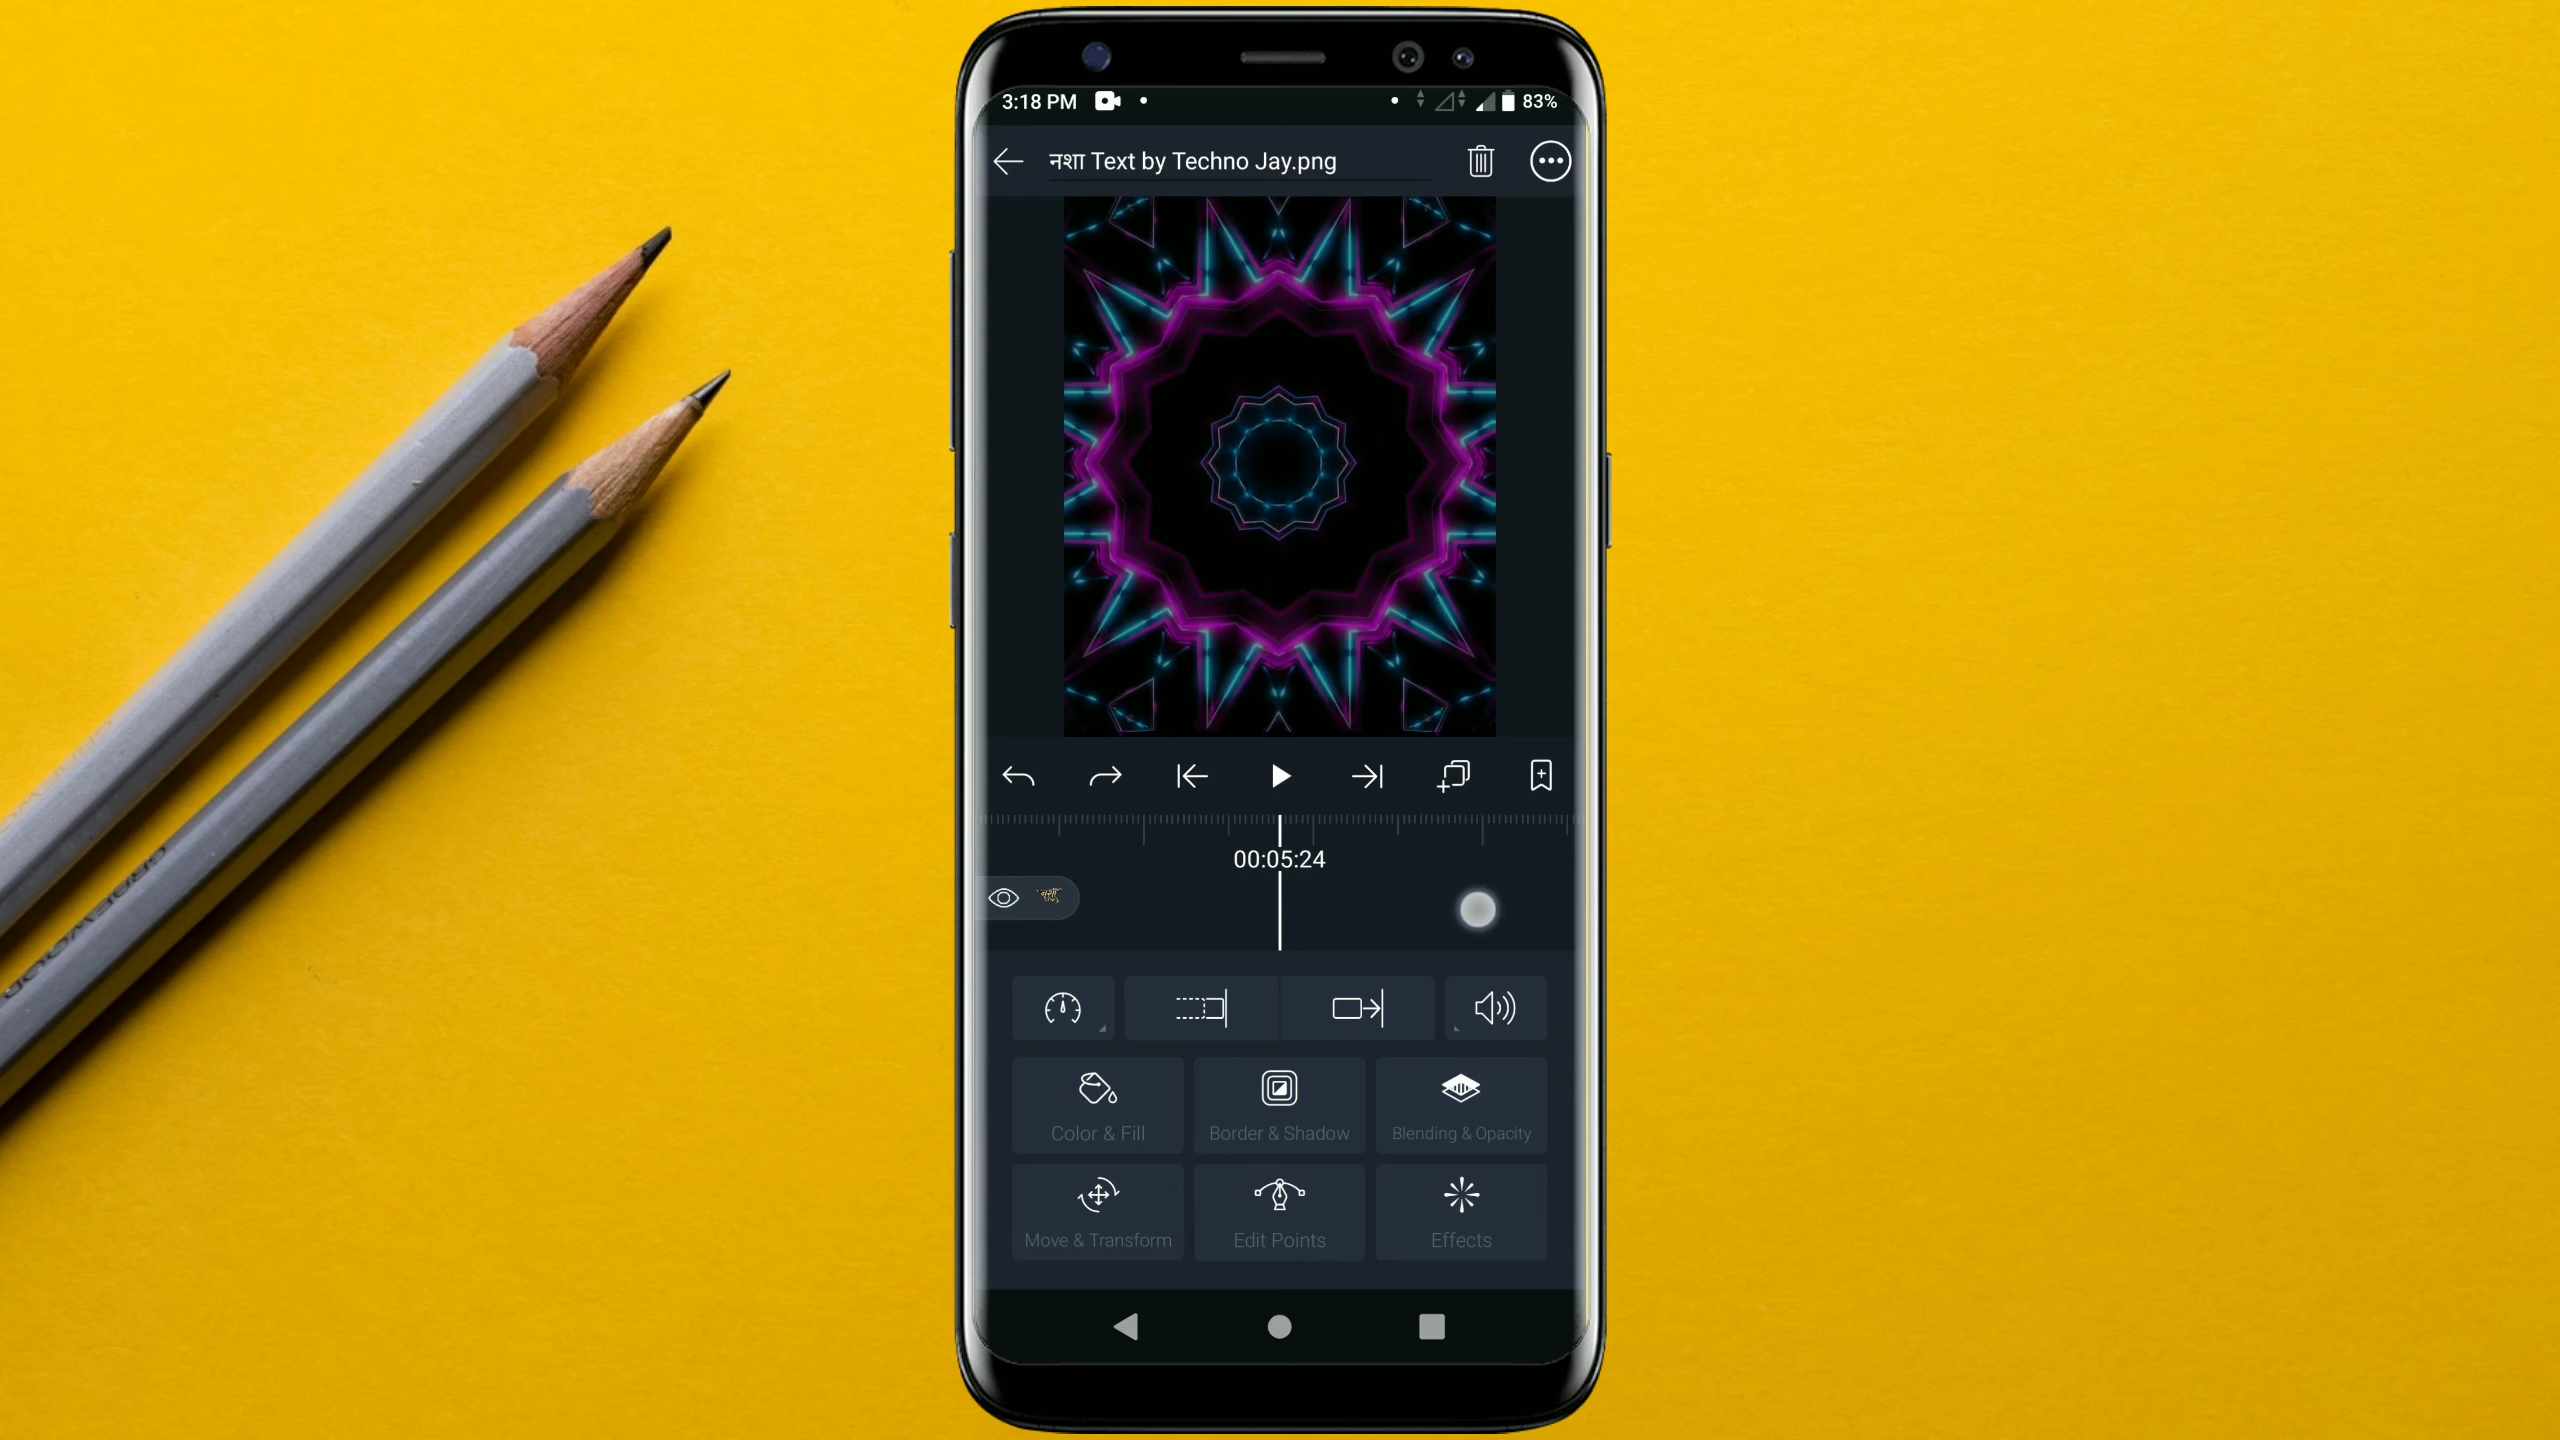 3:18 PM
83%
नशा Text by Techno Jay.png
00:05:24
Color & Fill
Border & Shadow
Blending & Opacity
Move & Transform
Edit Points
Effects